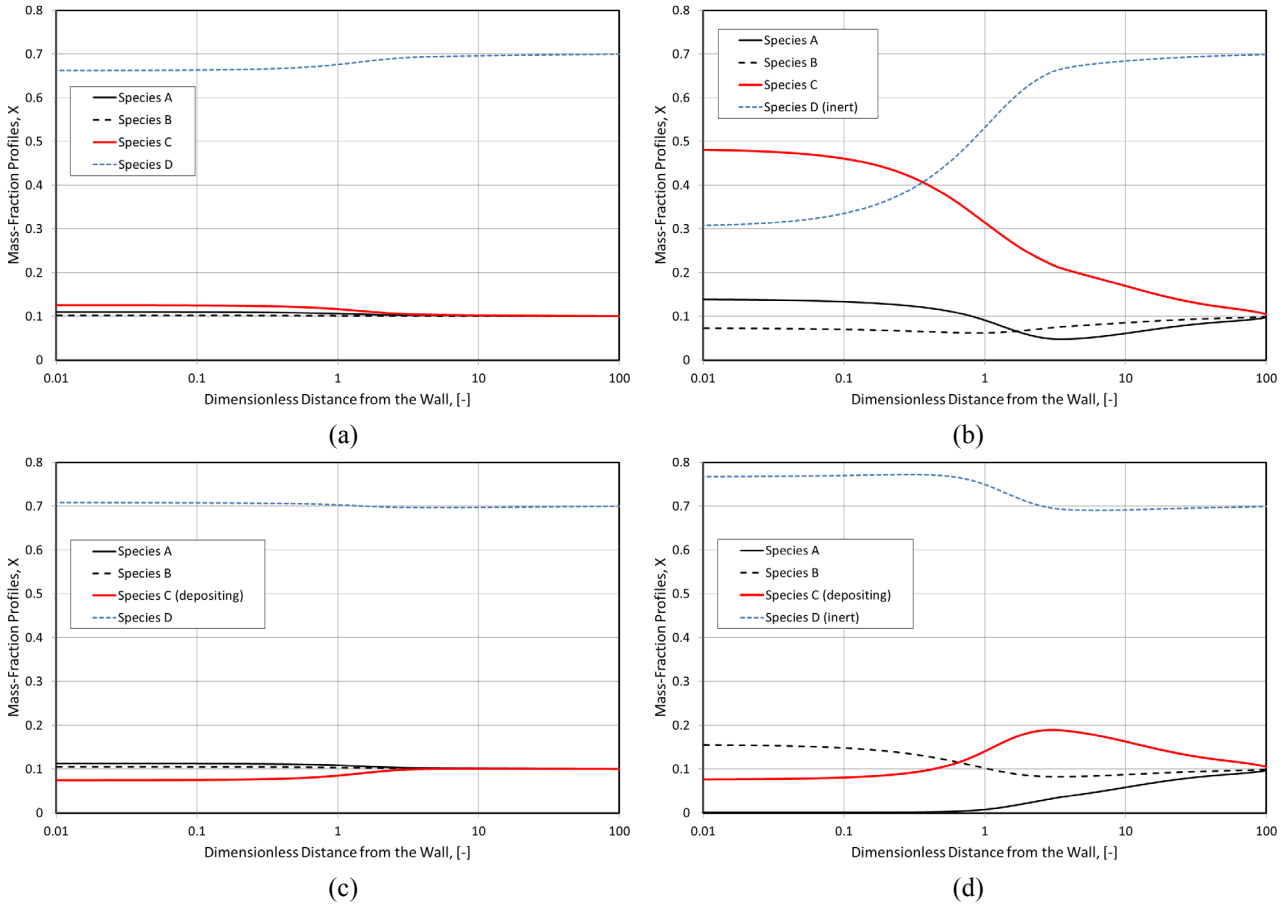 0.8
0.7
0.6
0.5
0.4
0.3
0.2
0.1
0
Mass-Fraction Profiles, X
Species A
Species B
Species C
Species D
0.01 0.1 1 10 100
Dimensionless Distance from the Wall, [-]
(a)
0.8
0.7
0.6
0.5
0.4
0.3
0.2
0.1
0
Mass-Fraction Profiles, X
Species A
Species B
Species C
Species D (inert)
0.01 0.1 1 10 100
Dimensionless Distance from the Wall, [-]
(b)
0.8
0.7
0.6
0.5
0.4
0.3
0.2
0.1
0
Mass-Fraction Profiles, X
Species A
Species B
Species C (depositing)
Species D
0.01 0.1 1 10 100
Dimensionless Distance from the Wall, [-]
(c)
0.8
0.7
0.6
0.5
0.4
0.3
0.2
0.1
0
Mass-Fraction Profiles, X
Species A
Species B
Species C (depositing)
Species D (inert)
0.01 0.1 1 10 100
Dimensionless Distance from the Wall, [-]
(d)